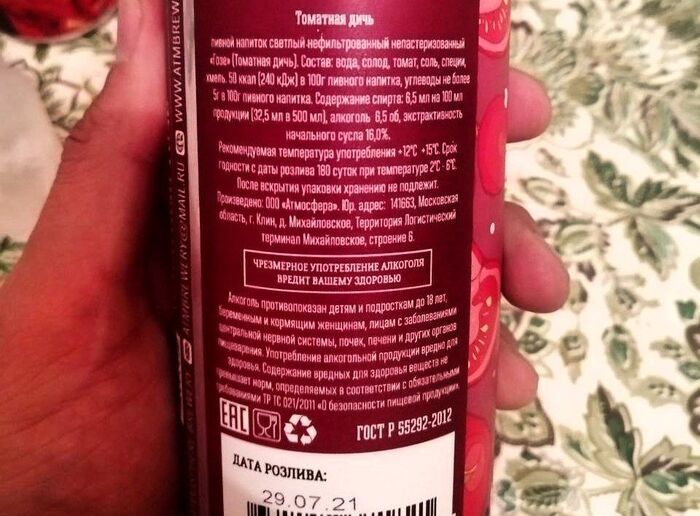 Томатная дичь
пивной напиток светлый нефильтрованный непастеризованный
«Гозе» (Томатная дичь). Состав: вода, солод, томат, соль, специи,
хмель. 50 ккал (240 кДж) в 100г пивного напитка, углеводы не более
5г в 100г пивного напитка. Содержание спирта: 6,5 мл на 100 мл
продукции (32,5 мл в 500 мл), алкоголь 6,5 об, экстрактивность
начального сусла 16,0%.
Рекомендуемая температура употребления +12°С +15°С. Срок
годности с даты розлива 180 суток при температуре 2°С - 6°С.
После вскрытия упаковки хранению не подлежит.
Произведено: ООО «Атмосфера». Юр. адрес: 141663, Московская
область, г. Клин, д. Михайловское, Территория Логистический
терминал Михайловское, строение 6.
ЧРЕЗМЕРНОЕ УПОТРЕБЛЕНИЕ АЛКОГОЛЯ
ВРЕДИТ ВАШЕМУ ЗДОРОВЬЮ
Алкоголь противопоказан детям и подросткам до 18 лет,
беременным и кормящим женщинам, лицам с заболеваниями
центральной нервной системы, почек, печени и других органов
пищеварения. Употребление алкогольной продукции вредно для
здоровья. Содержание вредных для здоровья веществ не
превышает норм, определяемых в соответствии с обязательными
требованиями ТР ТС 021/2011 «О безопасности пищевой продукции».
EAC
ГОСТ Р 55292-2012
ДАТА РОЗЛИВА:
29.07.21
WWW.ATMBREW
@MAIL.RU